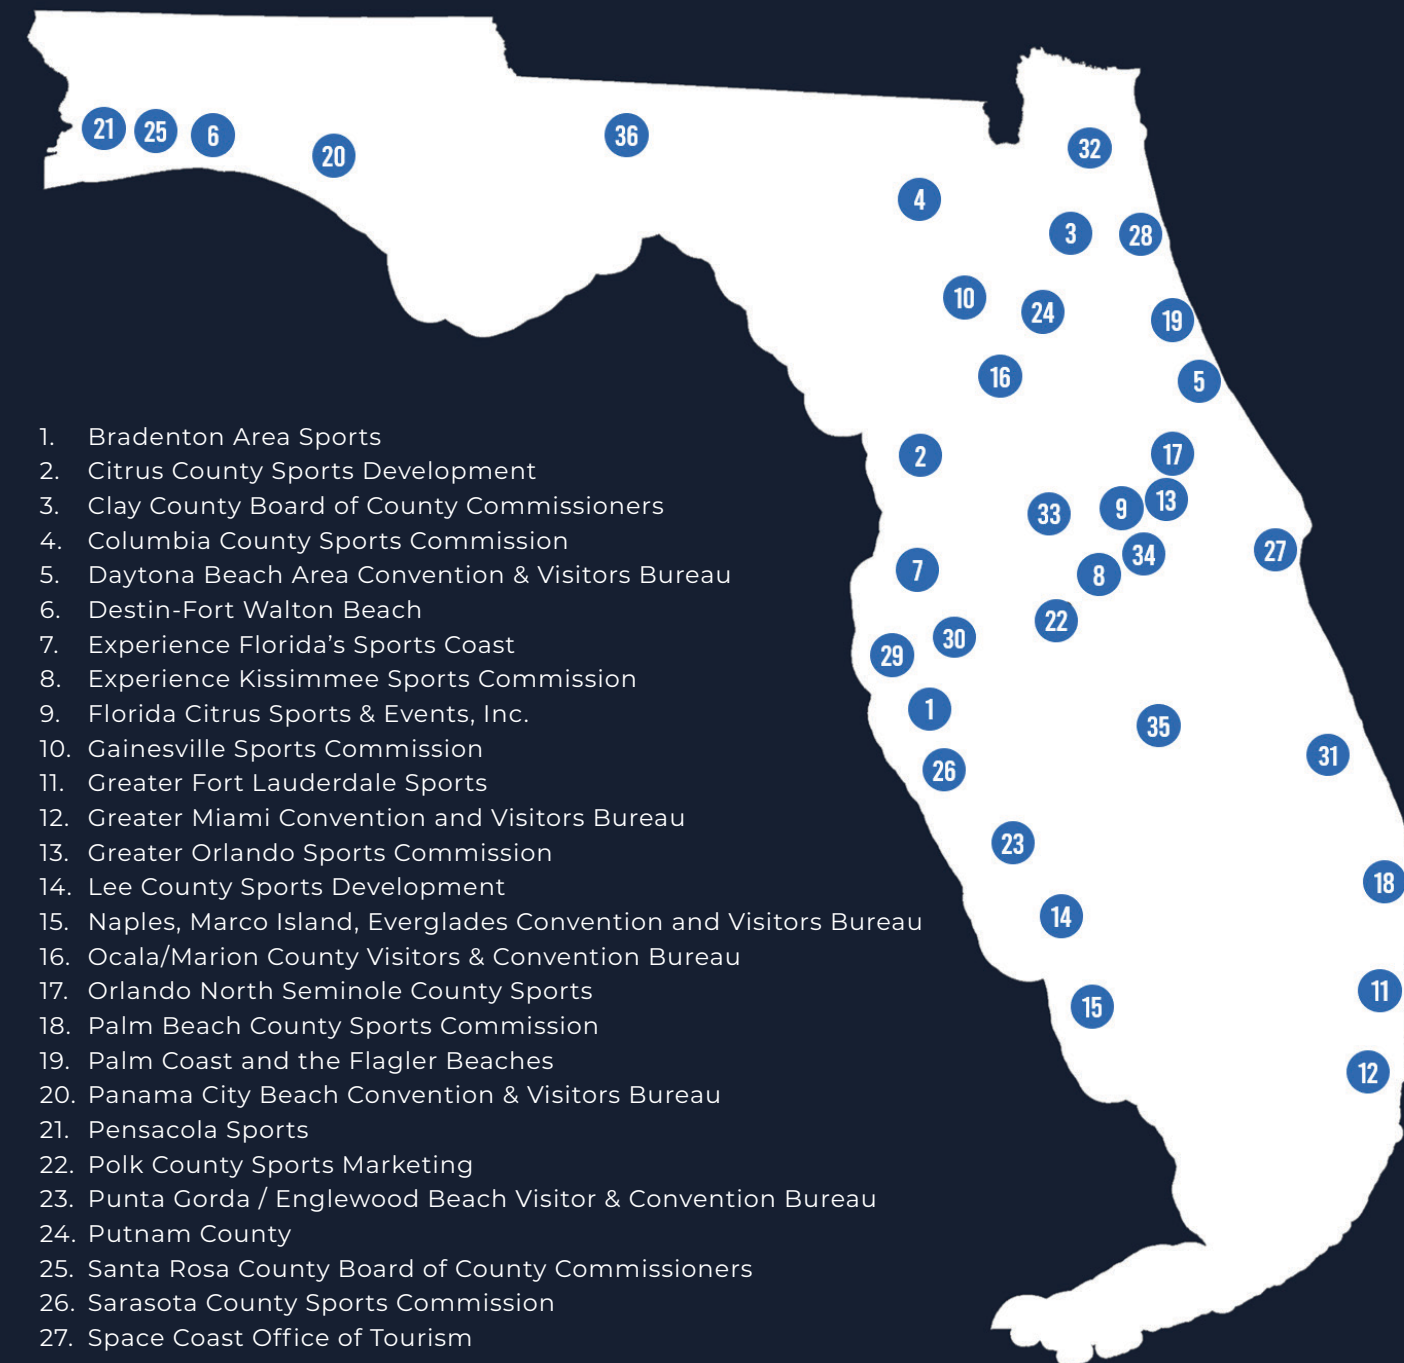 21 25 6 20 36 32
4 3 28
10 24 19
16 5
2 17
33 9 13
7 8 34 27
30 22
29
1 35
26 31
23
14 18
15 11
12
1. Bradenton Area Sports
2. Citrus County Sports Development
3. Clay County Board of County Commissioners
4. Columbia County Sports Commission
5. Daytona Beach Area Convention & Visitors Bureau
6. Destin-Fort Walton Beach
7. Experience Florida’s Sports Coast
8. Experience Kissimmee Sports Commission
9. Florida Citrus Sports & Events, Inc.
10. Gainesville Sports Commission
11. Greater Fort Lauderdale Sports
12. Greater Miami Convention and Visitors Bureau
13. Greater Orlando Sports Commission
14. Lee County Sports Development
15. Naples, Marco Island, Everglades Convention and Visitors Bureau
16. Ocala/Marion County Visitors & Convention Bureau
17. Orlando North Seminole County Sports
18. Palm Beach County Sports Commission
19. Palm Coast and the Flagler Beaches
20. Panama City Beach Convention & Visitors Bureau
21. Pensacola Sports
22. Polk County Sports Marketing
23. Punta Gorda / Englewood Beach Visitor & Convention Bureau
24. Putnam County
25. Santa Rosa County Board of County Commissioners
26. Sarasota County Sports Commission
27. Space Coast Office of Tourism